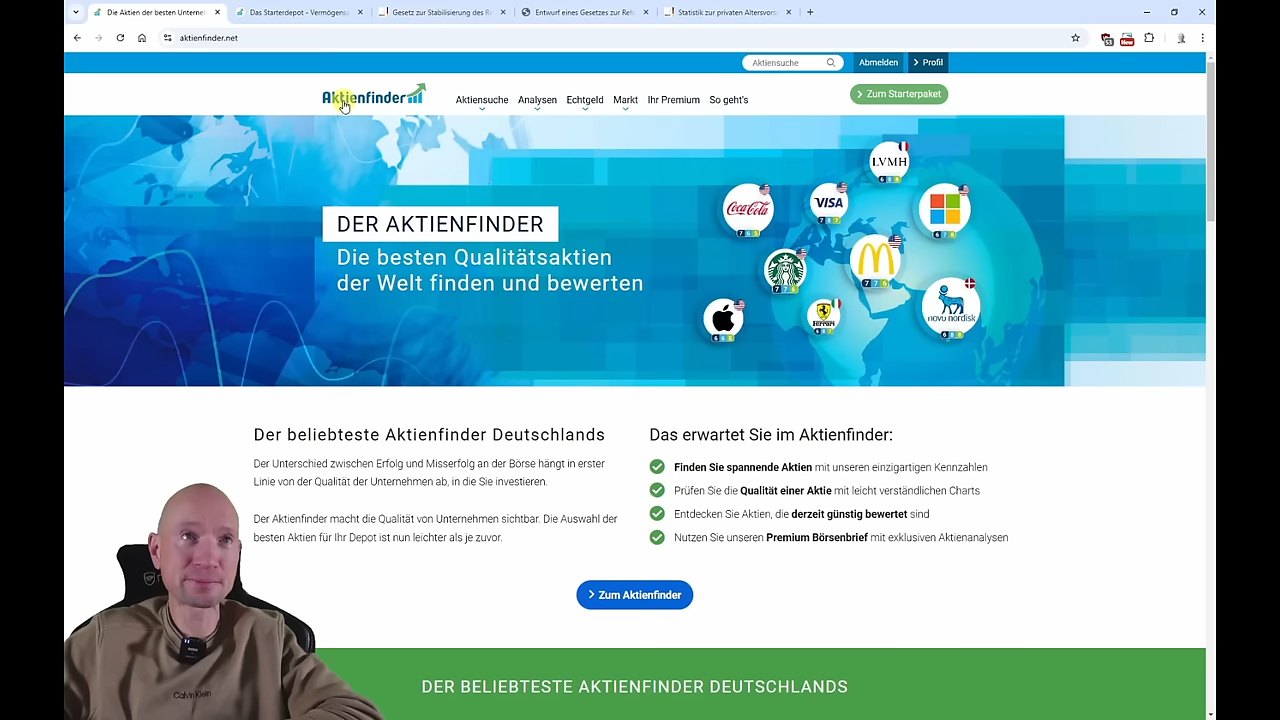 Die Aktien der besten Unterneh
Das Starterdepot - Vermögens
Gesetz zur Stabilisierung des R
Entwurf eines Gesetzes zur Ref
Statistik zur privaten Altersvors
aktienfinder.net
New
Aktiensuche
Abmelden
Profil
Aktienfinder
Aktiensuche
Analysen
Echtgeld
Markt
Ihr Premium
So geht's
Zum Starterpaket
LVMH
Coca-Cola
VISA
novo nordisk
Ferrari
DER AKTIENFINDER
Die besten Qualitätsaktien
der Welt finden und bewerten
Der beliebteste Aktienfinder Deutschlands
Der Unterschied zwischen Erfolg und Misserfolg an der Börse hängt in erster
Linie von der Qualität der Unternehmen ab, in die Sie investieren.
Der Aktienfinder macht die Qualität von Unternehmen sichtbar. Die Auswahl der
besten Aktien für Ihr Depot ist nun leichter als je zuvor.
Das erwartet Sie im Aktienfinder:
Finden Sie spannende Aktien mit unseren einzigartigen Kennzahlen
Prüfen Sie die Qualität einer Aktie mit leicht verständlichen Charts
Entdecken Sie Aktien, die derzeit günstig bewertet sind
Nutzen Sie unseren Premium Börsenbrief mit exklusiven Aktienanalysen
Zum Aktienfinder
Calvin Klein
DER BELIEBTESTE AKTIENFINDER DEUTSCHLANDS